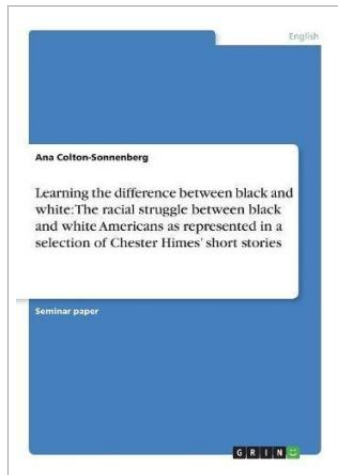 English
Ana Colton-Sonnenberg
Learning the difference between black and
white: The racial struggle between black
and white Americans as represented in a
selection of Chester Himes' short stories
Seminar paper
GRIN